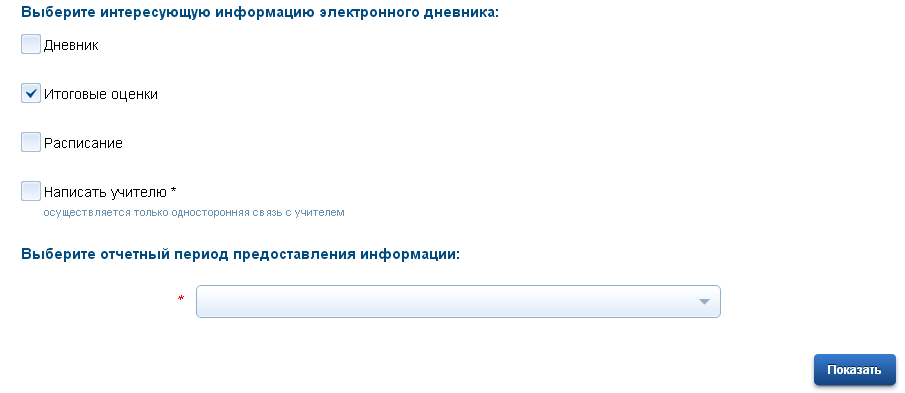 Выберите интересующую информацию электронного дневника:
Дневник
Итоговые оценки
Расписание
Написать учителю *
осуществляется только односторонняя связь с учителем
Выберите отчетный период предоставления информации:
*
Показать